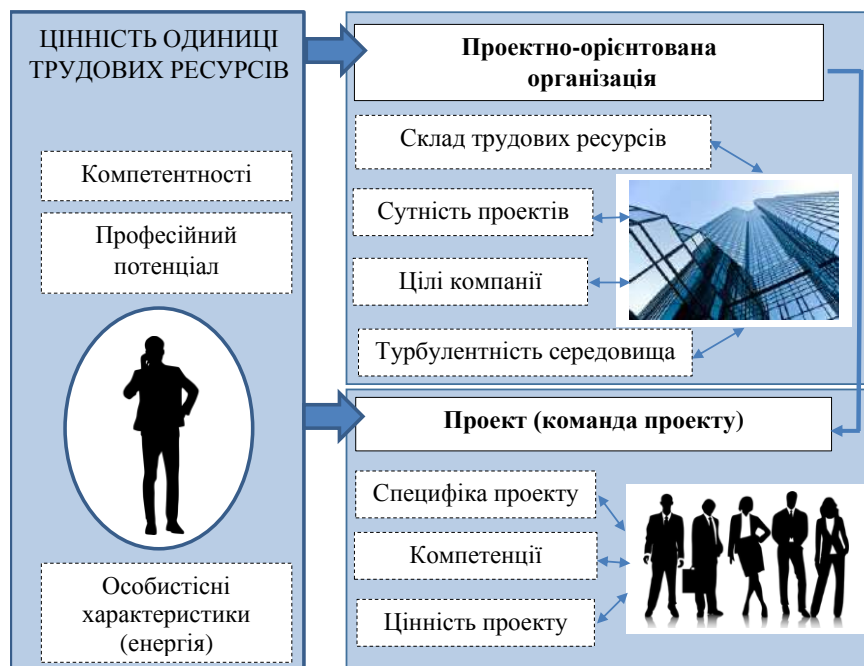 ЦІННІСТЬ ОДИНИЦІ
ТРУДОВИХ РЕСУРСІВ
Компетентності
Професійний
потенціал
Особистісні
характеристики
(енергія)
Проектно-орієнтована
організація
Склад трудових ресурсів
Сутність проектів
Цілі компанії
Турбулентність середовища
Проект (команда проекту)
Специфіка проекту
Компетенції
Цінність проекту